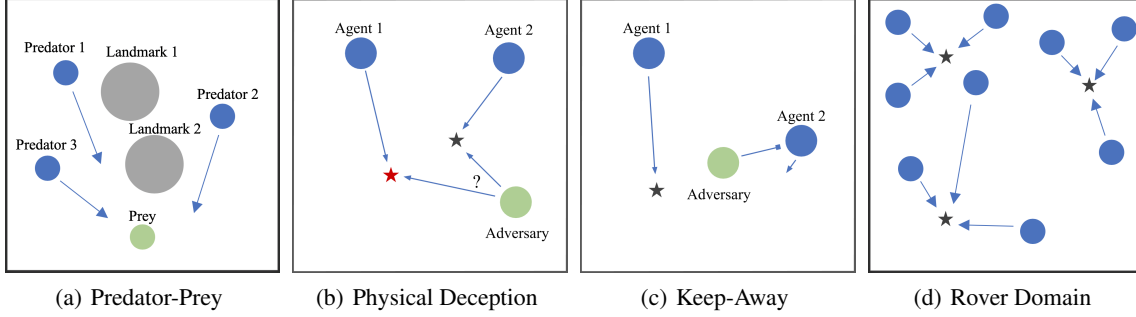 Predator 1
Landmark 1
Predator 2
Landmark 2
Predator 3
Prey
(a) Predator-Prey
Agent 1
Agent 2
?
Adversary
(b) Physical Deception
Agent 1
Agent 2
Adversary
(c) Keep-Away
(d) Rover Domain